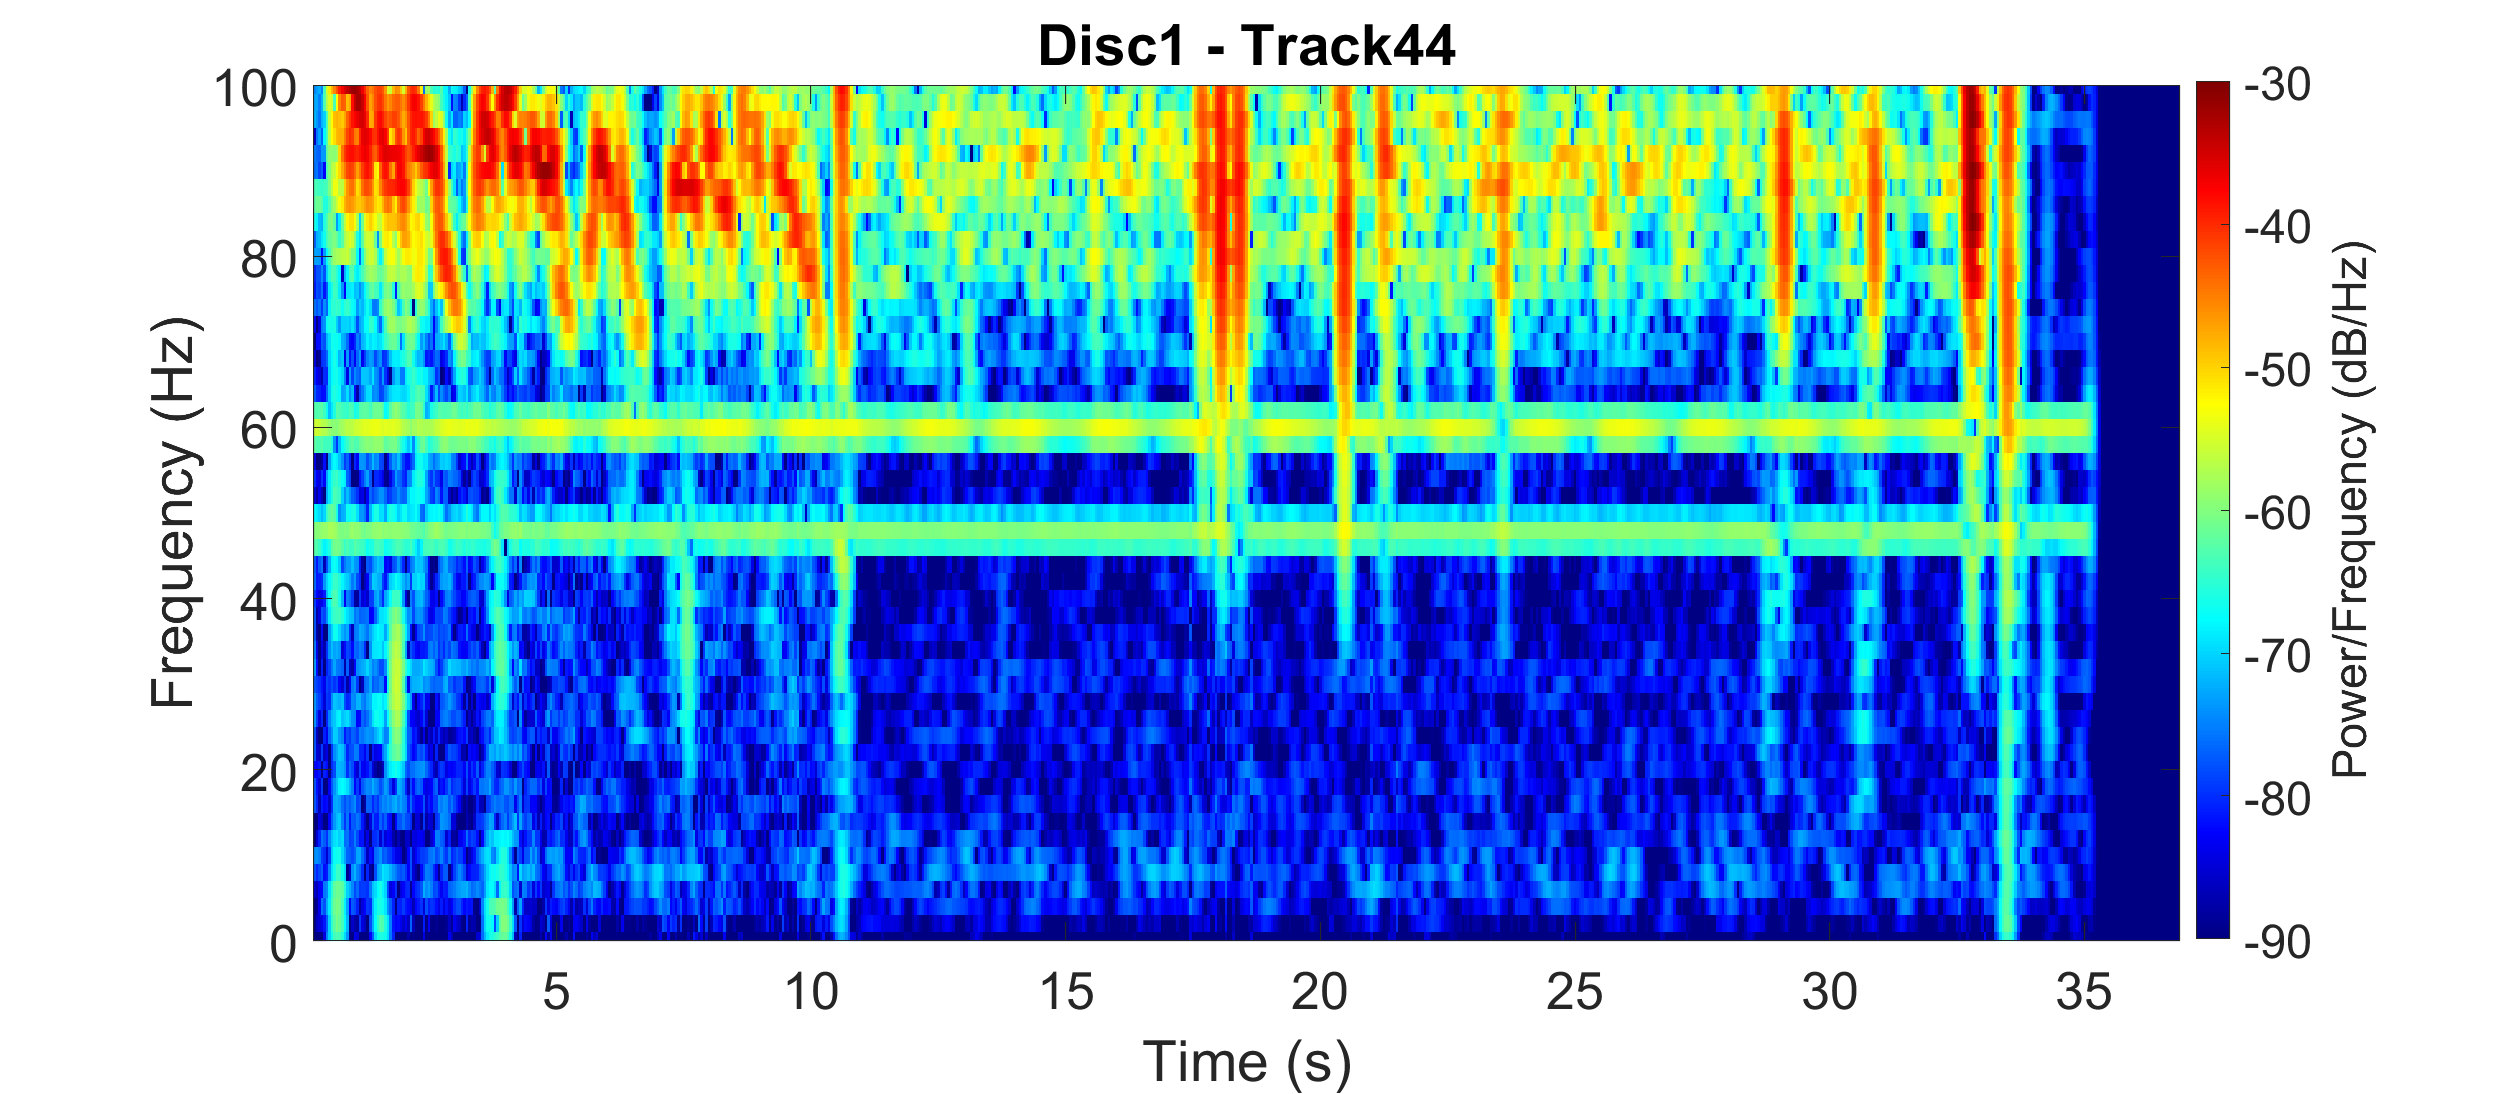 Disc1 - Track44
Frequency (Hz)
100
80
60
40
20
0
5 10 15 20 25 30 35
Time (s)
-30
-40
-50
-60
-70
-80
-90
Power/Frequency (dB/Hz)